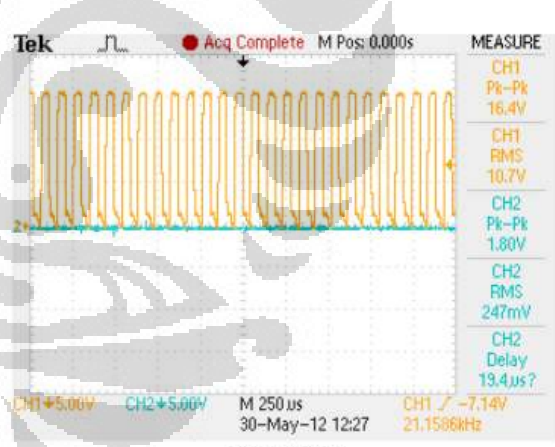 Tek Acq Complete M Pos: 0.000s MEASURE
CH1
Pk-Pk
16.4V
CH1
RMS
10.7V
CH2
Pk-Pk
1.80V
CH2
RMS
247mV
CH2
Delay
19.4us?
2
CH1 5.00V CH2 5.00V M 250us CH1 -7.14V
30-May-12 12:27 21.1586kHz